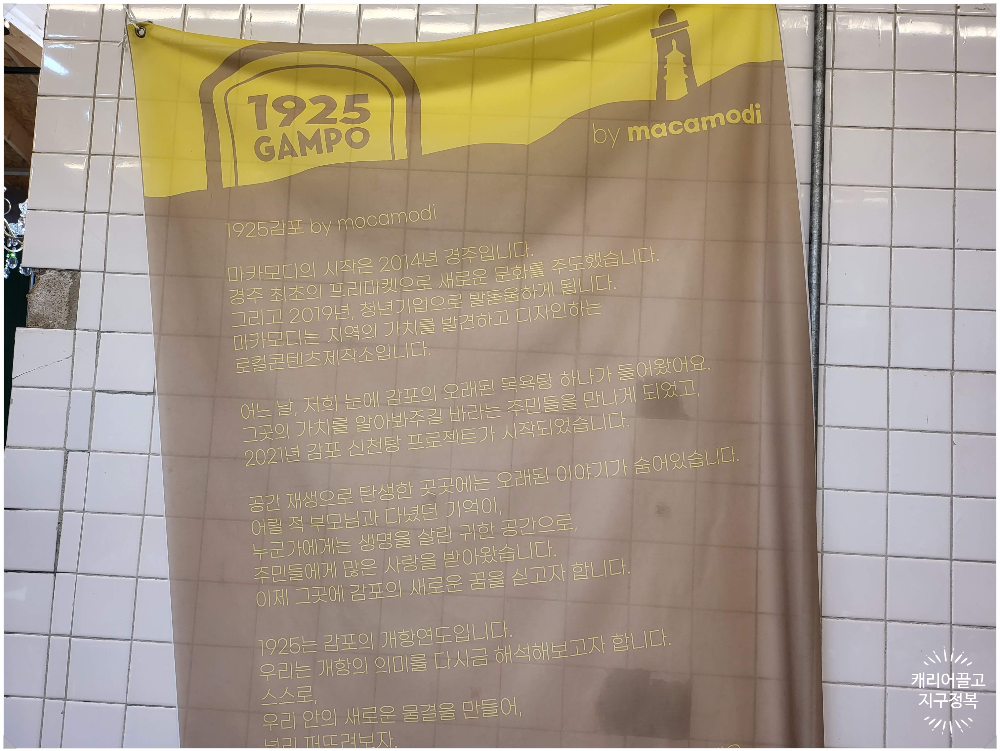 1925
GAMPO
by macamodi
1925감포 by macamodi
마카모디의 시작은 2014년 경주입니다.
경주 최초의 프리마켓으로 새로운 문화를 주도했습니다.
그리고 2019년, 청년기업으로 발돋움하게 됩니다.
마카모디는 지역의 가치를 발견하고 디자인하는
로컬콘텐츠제작소입니다.
어느 날, 저희 눈에 감포의 오래된 목욕탕 하나가 들어왔어요.
그곳의 가치를 알아봐주길 바라는 주민들을 만나게 되었고,
2021년 감포 신천탕 프로젝트가 시작되었습니다.
공간 재생으로 탄생한 곳곳에는 오래된 이야기가 숨어있습니다.
어릴 적 부모님과 다녔던 기억이,
누군가에게는 생명을 살린 귀한 공간으로,
주민들에게 많은 사랑을 받아왔습니다.
이제 그곳에 감포의 새로운 꿈을 싣고자 합니다.
1925는 감포의 개항연도입니다.
우리는 개항의 의미를 다시금 해석해보고자 합니다.
스스로,
우리 안의 새로운 물결을 만들어,
널리 퍼뜨려보자.
캐리어끌고
지구정복